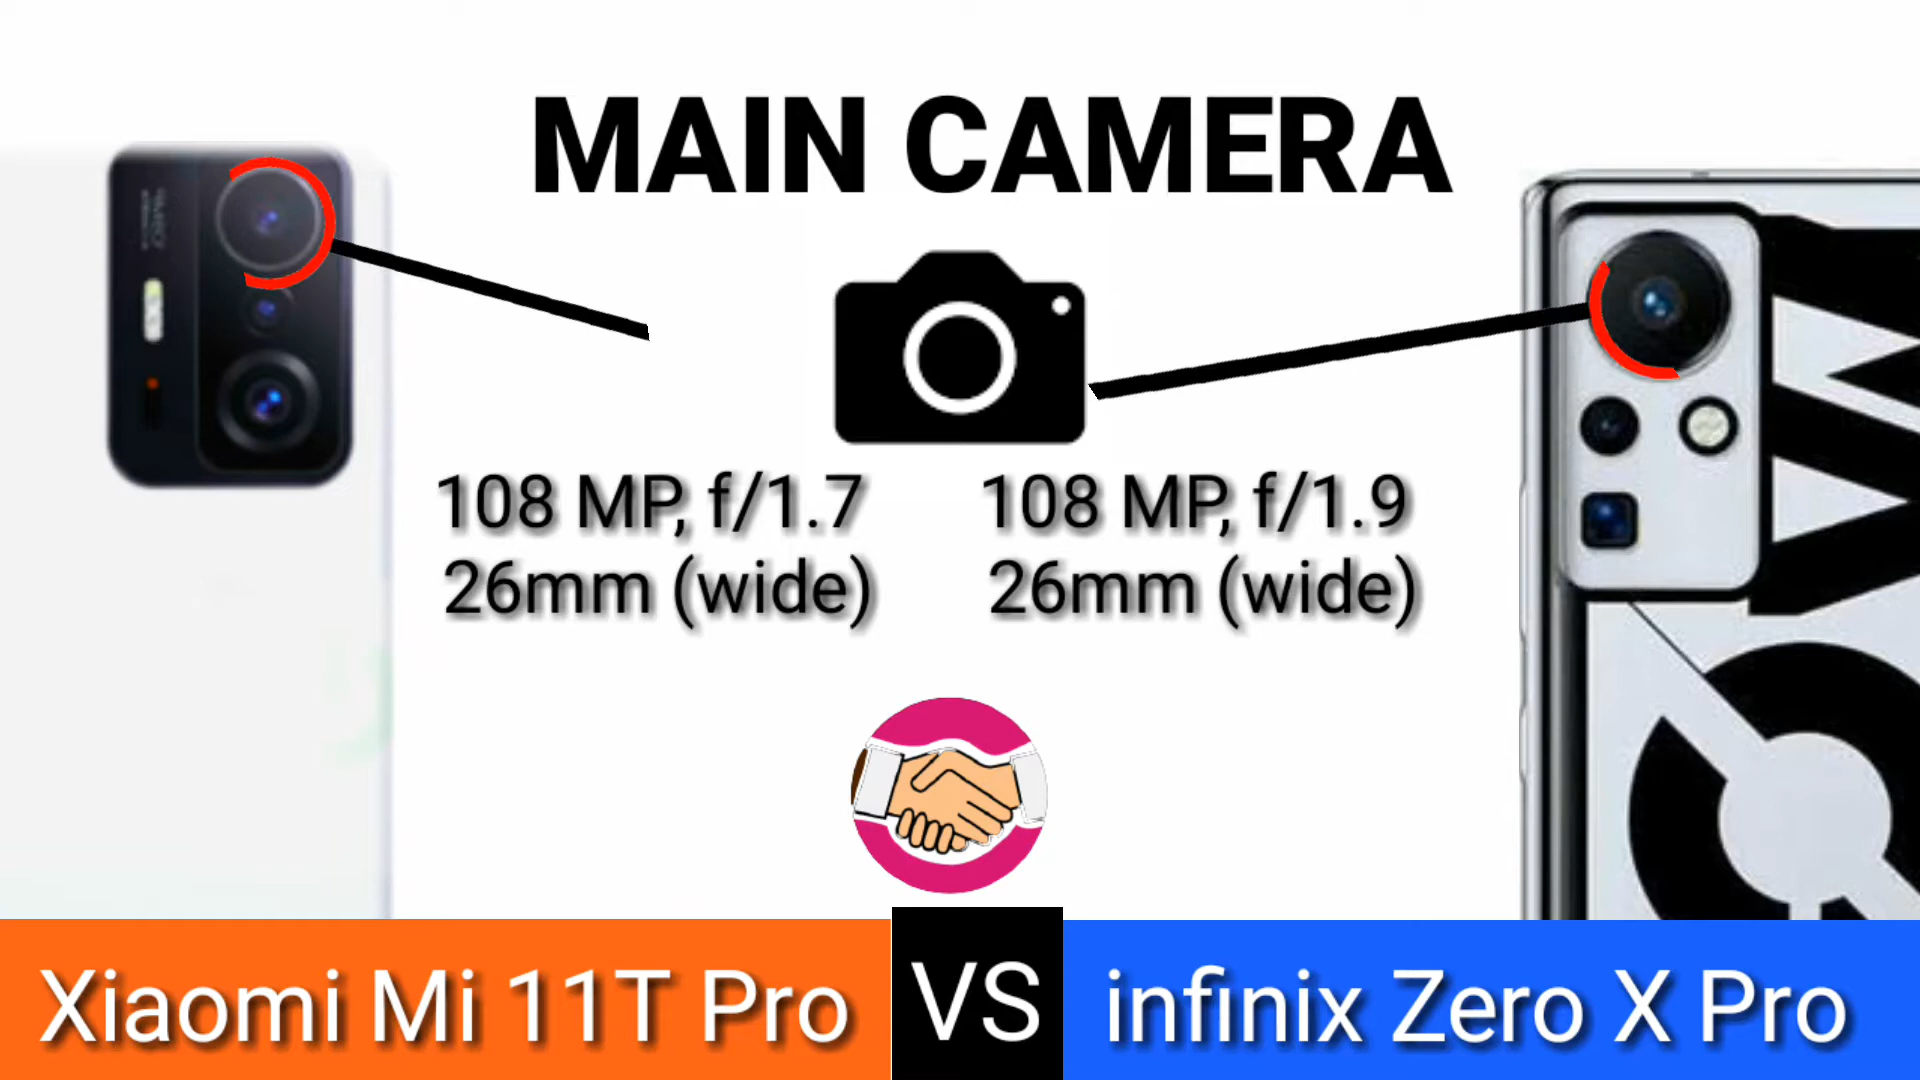 MAIN CAMERA
108 MP, f/1.7
26mm (wide)
108 MP, f/1.9
26mm (wide)
Xiaomi Mi 11T Pro
VS
infinix Zero X Pro